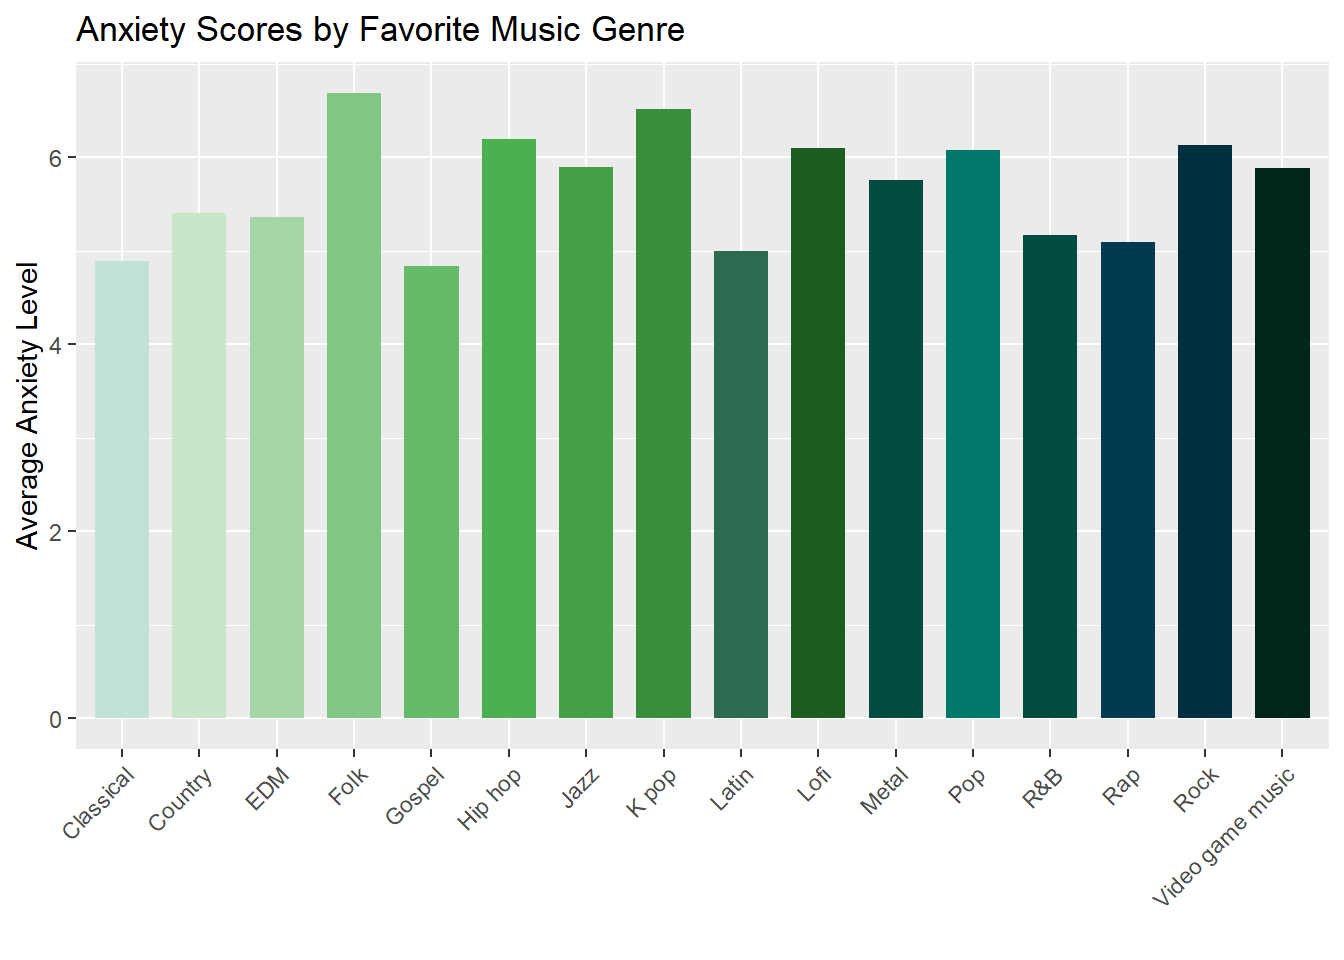 Anxiety Scores by Favorite Music Genre
Average Anxiety Level
6
4
2
0
Classical
Country
EDM
Folk
Gospel
Hip hop
Jazz
K pop
Latin
Lofi
Metal
Pop
R&B
Rap
Rock
Video game music